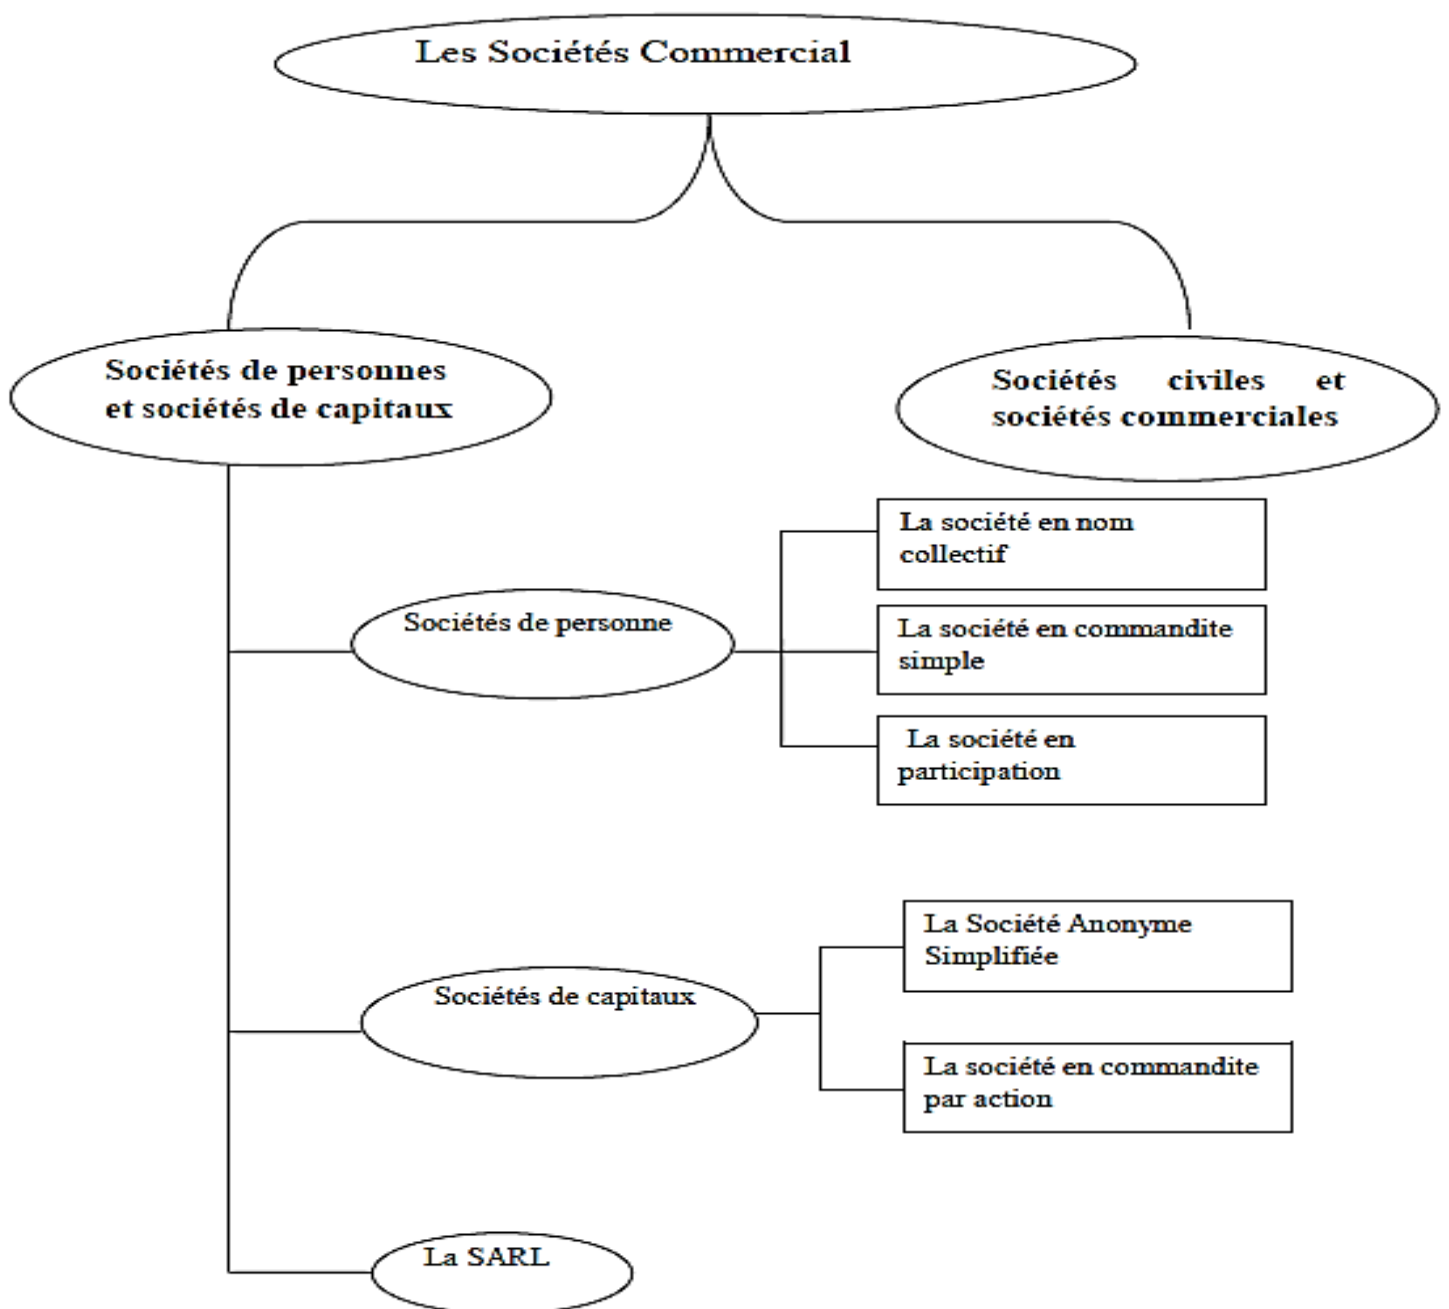 Les Sociétés Commercial
Sociétés de personnes
et sociétés de capitaux
Sociétés civiles et
sociétés commerciales
La société en nom
collectif
Sociétés de personne
La société en commandite
simple
La société en
participation
La Société Anonyme
Simplifiée
Sociétés de capitaux
La société en commandite
par action
La SARL